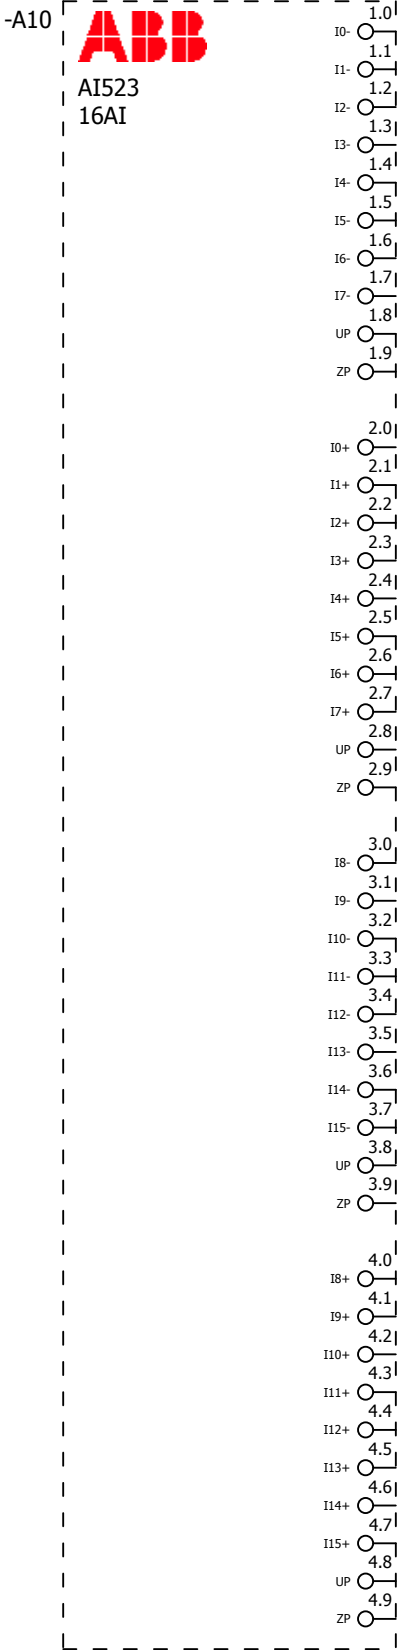 -A10
ABB
AI523
16AI
1.0
I0-
1.1
I1-
1.2
I2-
1.3
I3-
1.4
I4-
1.5
I5-
1.6
I6-
1.7
I7-
1.8
UP
1.9
ZP
2.0
I0+
2.1
I1+
2.2
I2+
2.3
I3+
2.4
I4+
2.5
I5+
2.6
I6+
2.7
I7+
2.8
UP
2.9
ZP
3.0
I8-
3.1
I9-
3.2
I10-
3.3
I11-
3.4
I12-
3.5
I13-
3.6
I14-
3.7
I15-
3.8
UP
3.9
ZP
4.0
I8+
4.1
I9+
4.2
I10+
4.3
I11+
4.4
I12+
4.5
I13+
4.6
I14+
4.7
I15+
4.8
UP
4.9
ZP